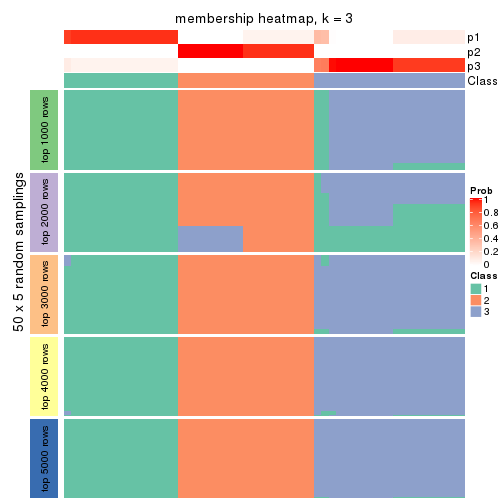 membership heatmap, k = 3
p1
p2
p3
Class
50 x 5 random samplings
top 1000 rows
top 2000 rows
top 3000 rows
top 4000 rows
top 5000 rows
Prob
1
0.8
0.6
0.4
0.2
0
Class
1
2
3